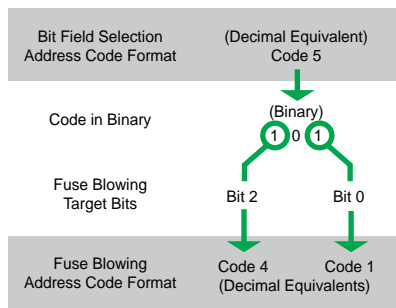 Bit Field Selection
Address Code Format
(Decimal Equivalent)
Code 5
Code in Binary
(Binary)
1 0 1
Fuse Blowing
Target Bits
Bit 2
Bit 0
Fuse Blowing
Address Code Format
Code 4
Code 1
(Decimal Equivalents)